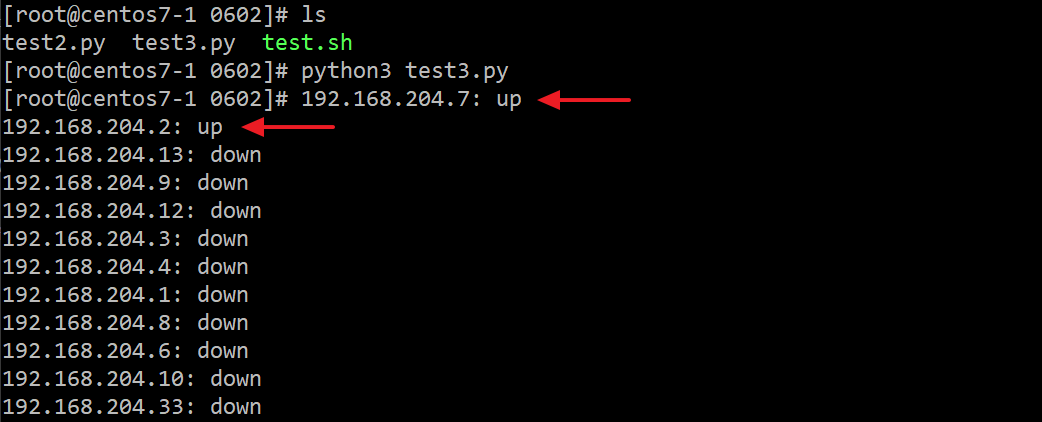 [root@centos7-1 0602]# ls
test2.py  test3.py  test.sh
[root@centos7-1 0602]# python3 test3.py
[root@centos7-1 0602]# 192.168.204.7: up
192.168.204.2: up
192.168.204.13: down
192.168.204.9: down
192.168.204.12: down
192.168.204.3: down
192.168.204.4: down
192.168.204.1: down
192.168.204.8: down
192.168.204.6: down
192.168.204.10: down
192.168.204.33: down